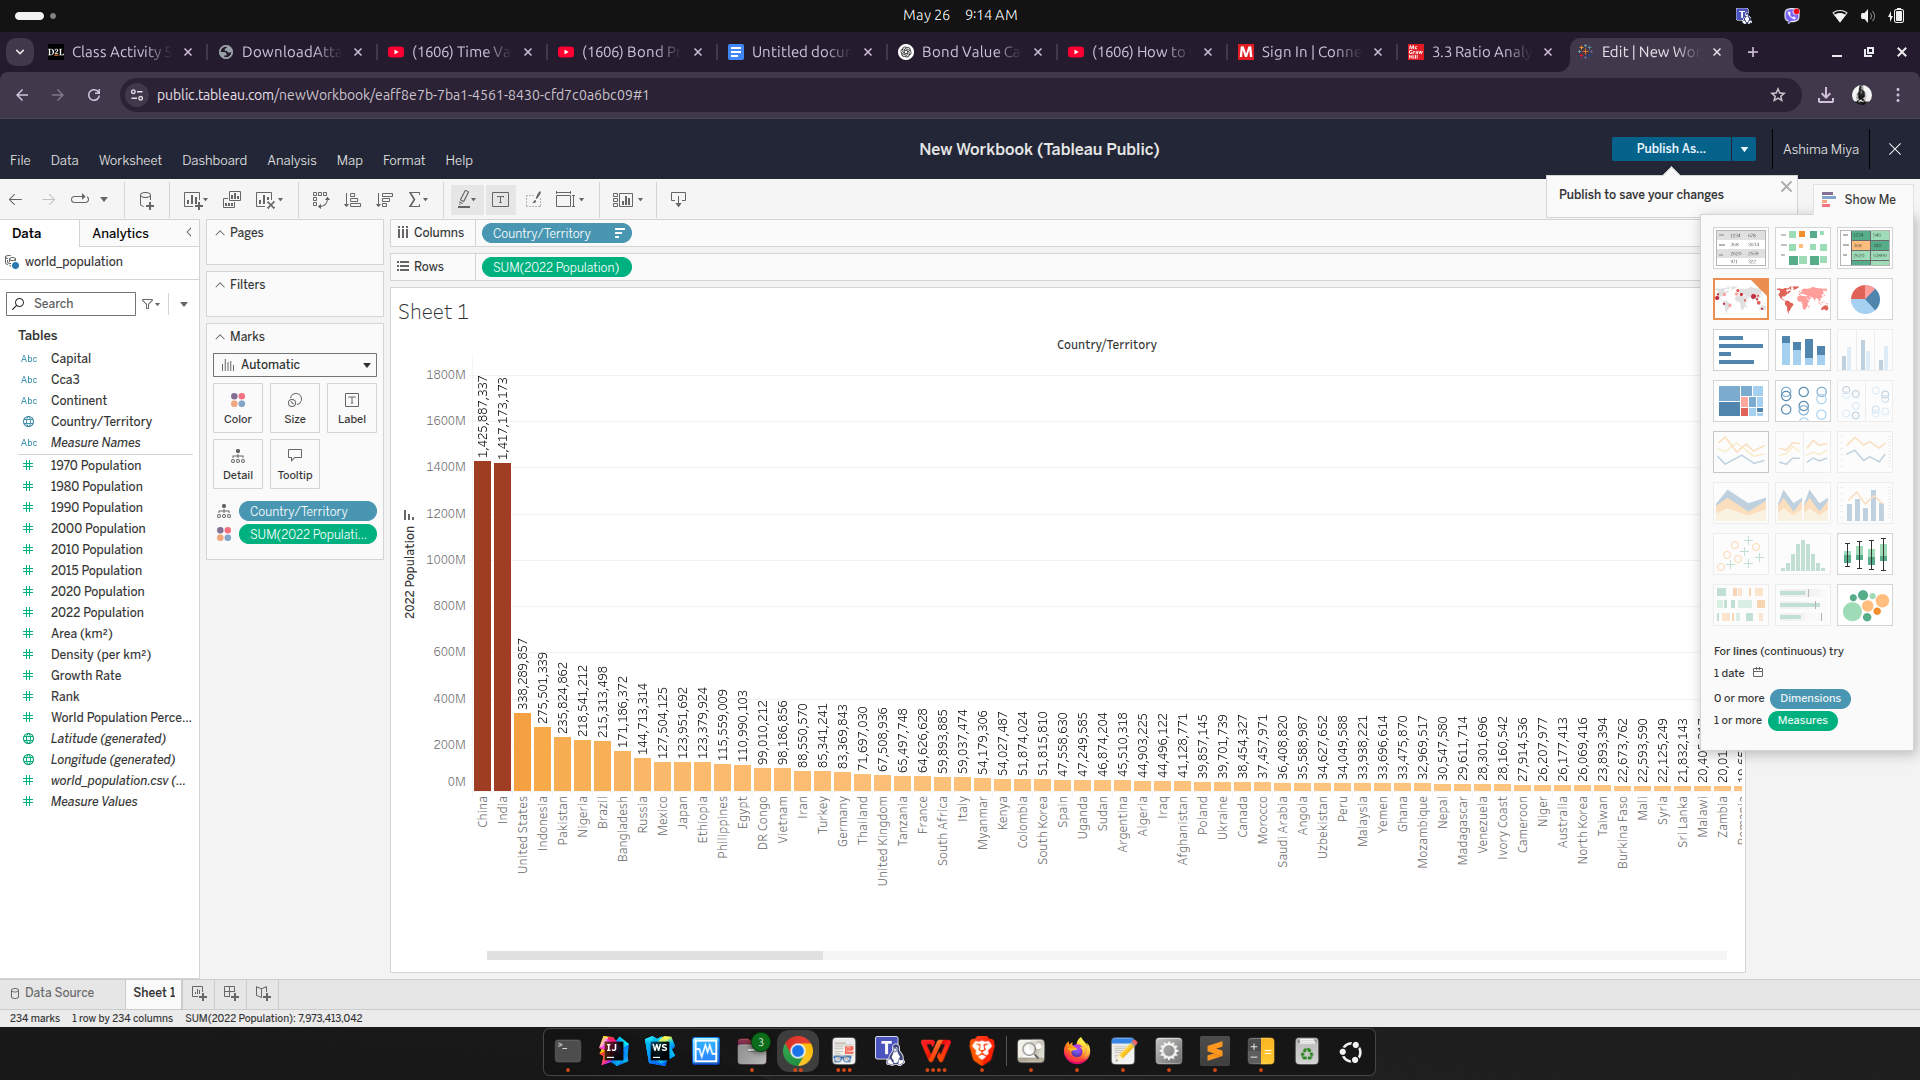 May 26 9:14 AM
Class Activity S
DownloadAtta
(1606) Time Va
(1606) Bond Pr
Untitled docur
Bond Value Ca
(1606) How to
Sign In | Conne
3.3 Ratio Analy
Edit | New Wor
public.tableau.com/newWorkbook/eaff8e7b-7ba1-4561-8430-cfd7c0a6bc09#1
New Workbook (Tableau Public)
Publish As...
Ashima Miya
File Data Worksheet Dashboard Analysis Map Format Help
Publish to save your changes
Show Me
Data Analytics
world_population
Search
Tables
Abc Capital
Abc Cca3
Abc Continent
Country/Territory
Abc Measure Names
1970 Population
1980 Population
1990 Population
2000 Population
2010 Population
2015 Population
2020 Population
2022 Population
Area (km²)
Density (per km²)
Growth Rate
Rank
World Population Perce...
Latitude (generated)
Longitude (generated)
world_population.csv (...
Measure Values
Pages
Filters
Marks
Automatic
Color Size Label
Detail Tooltip
Country/Territory
SUM(2022 Populati...
Columns Country/Territory
Rows SUM(2022 Population)
Sheet 1
Country/Territory
2022 Population
1800M
1600M
1400M
1200M
1000M
800M
600M
400M
200M
0M
1,425,887,337
1,417,173,173
338,289,857
275,501,339
235,824,862
218,541,212
215,313,498
171,186,372
144,713,314
127,504,125
123,951,692
123,379,924
115,559,009
110,990,103
99,010,212
98,186,856
88,550,570
85,341,241
83,369,843
71,697,030
67,508,936
65,497,748
64,626,628
59,893,885
59,037,474
54,179,306
54,027,487
51,874,024
51,815,810
47,558,630
47,249,585
46,874,204
45,510,318
44,903,225
44,496,122
41,128,771
39,857,145
39,701,739
38,454,327
37,457,971
36,408,820
35,588,987
34,627,652
34,049,588
33,938,221
33,696,614
33,475,870
32,969,517
30,547,580
29,611,714
28,301,696
28,160,542
27,914,536
26,207,977
26,177,413
26,069,416
23,893,394
22,673,762
22,593,590
22,125,249
21,832,143
China
India
United States
Indonesia
Pakistan
Nigeria
Brazil
Bangladesh
Russia
Mexico
Japan
Ethiopia
Philippines
Egypt
DR Congo
Vietnam
Iran
Turkey
Germany
Thailand
United Kingdom
Tanzania
France
South Africa
Italy
Myanmar
Kenya
Colombia
South Korea
Spain
Uganda
Sudan
Argentina
Algeria
Iraq
Afghanistan
Poland
Ukraine
Canada
Morocco
Saudi Arabia
Angola
Uzbekistan
Peru
Malaysia
Yemen
Ghana
Mozambique
Nepal
Madagascar
Venezuela
Ivory Coast
Cameroon
Niger
Australia
North Korea
Taiwan
Burkina Faso
Mali
Syria
Sri Lanka
Malawi
Zambia
For lines (continuous) try
1 date
0 or more Dimensions
1 or more Measures
Data Source Sheet 1
234 marks 1 row by 234 columns SUM(2022 Population): 7,973,413,042
3